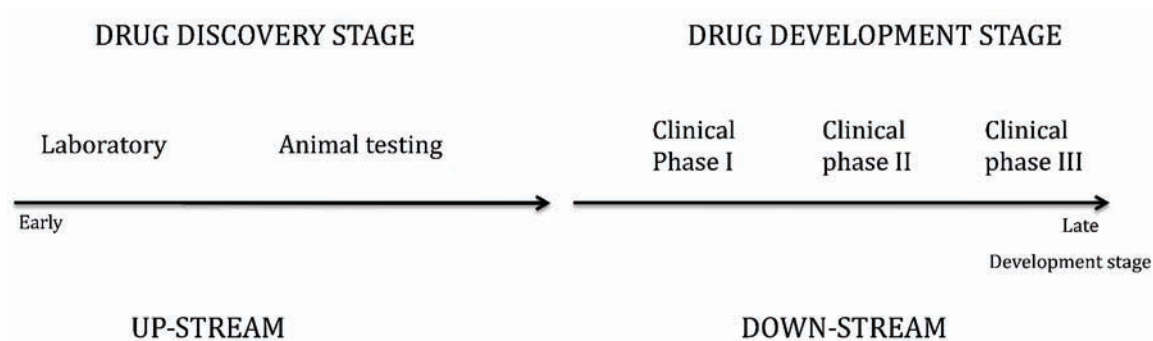 DRUG DISCOVERY STAGE
DRUG DEVELOPMENT STAGE
Laboratory
Animal testing
Clinical
Phase I
Clinical
phase II
Clinical
phase III
Early
Late
Development stage
UP-STREAM
DOWN-STREAM